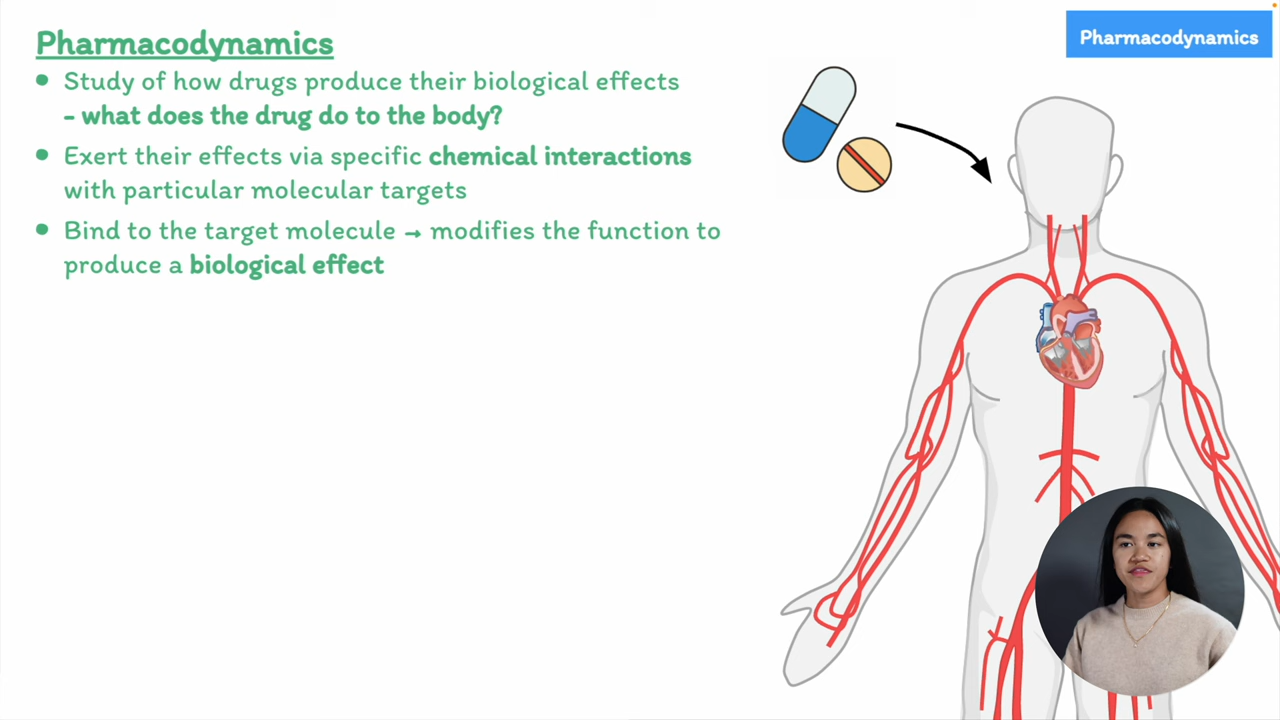 Pharmacodynamics
Pharmacodynamics
• Study of how drugs produce their biological effects
- what does the drug do to the body?
• Exert their effects via specific chemical interactions
with particular molecular targets
• Bind to the target molecule → modifies the function to
produce a biological effect